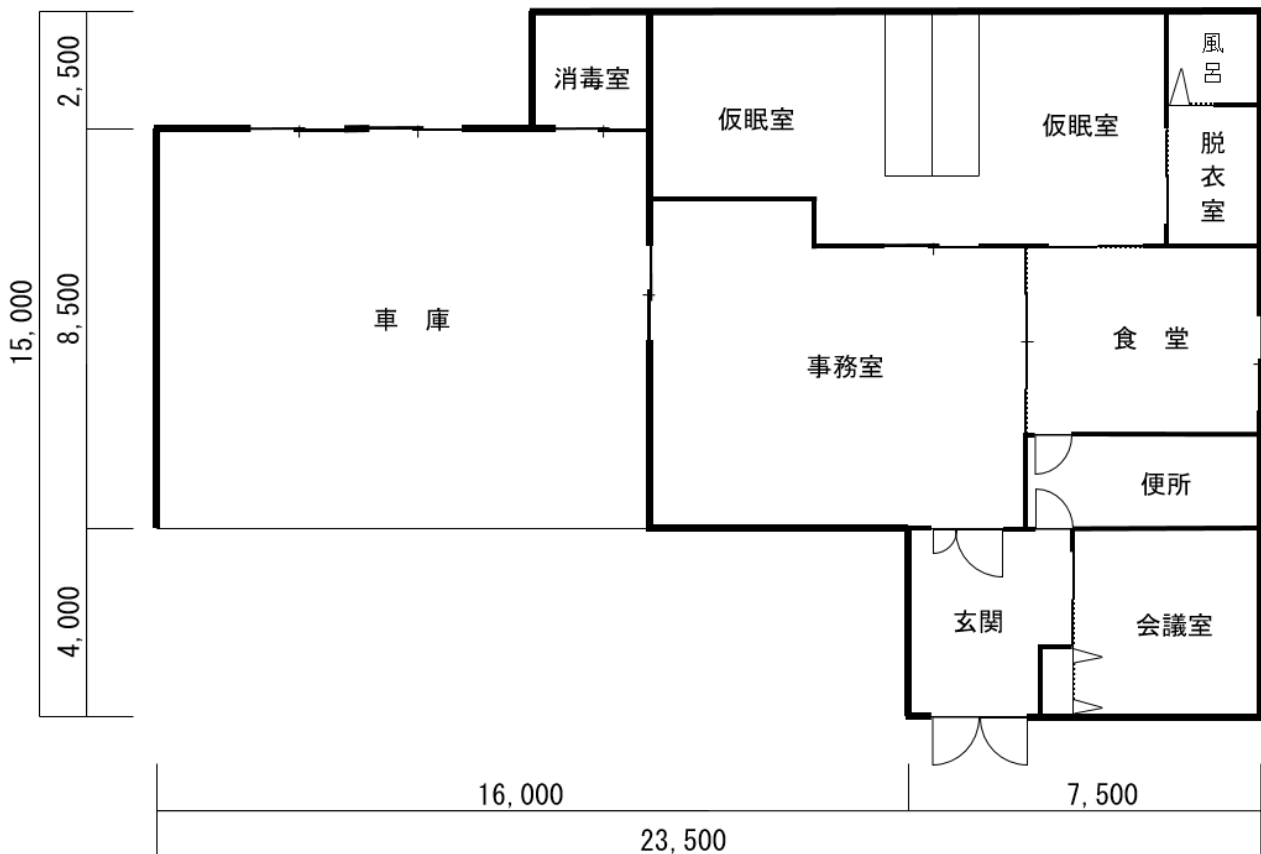 風呂
消毒室
仮眠室
仮眠室
脱衣室
車　庫
事務室
食　堂
便所
玄関
会議室
2,500
8,500
15,000
4,000
16,000
7,500
23,500